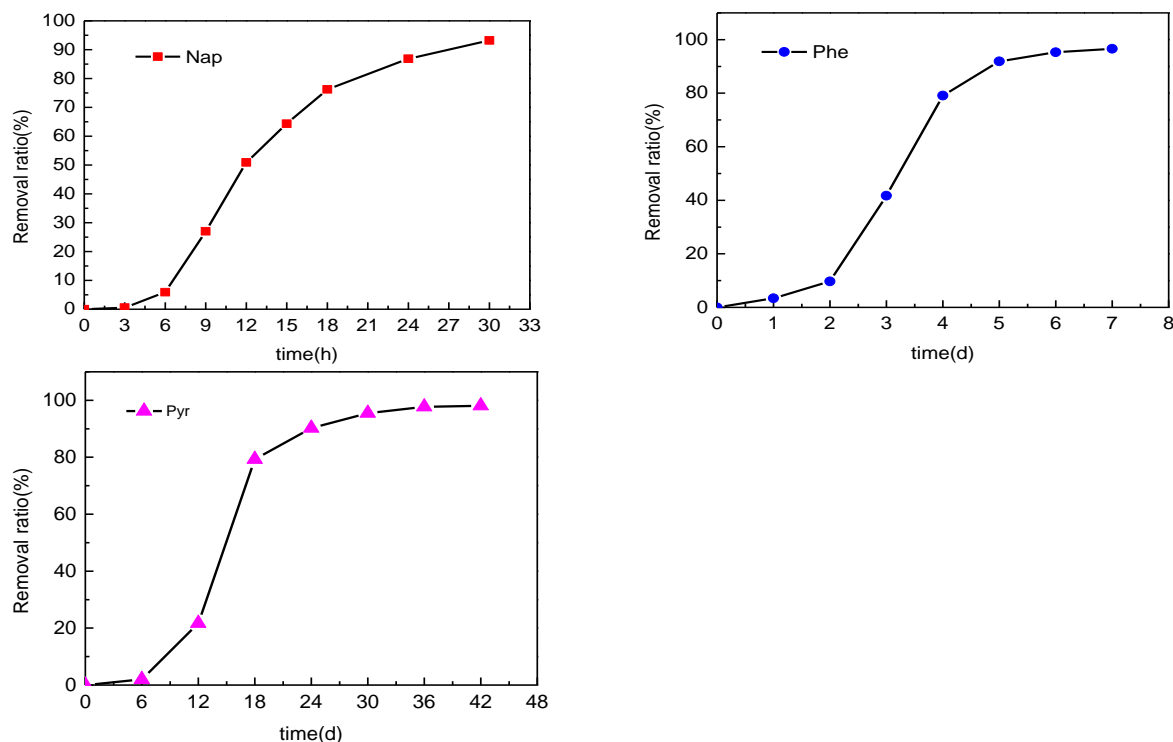 Removal ratio(%)
100
90
80
70
60
50
40
30
20
10
0
Nap
0 3 6 9 12 15 18 21 24 27 30 33
time(h)
Removal ratio(%)
100
80
60
40
20
0
Phe
0 1 2 3 4 5 6 7 8
time(d)
Removal ratio(%)
100
80
60
40
20
0
Pyr
0 6 12 18 24 30 36 42 48
time(d)